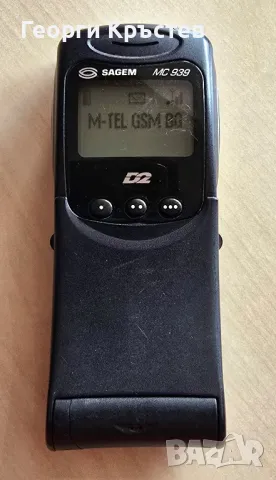 Георги Кръстев
SAGEM MC 939
M-TEL GSM BG
D2
BAZAR